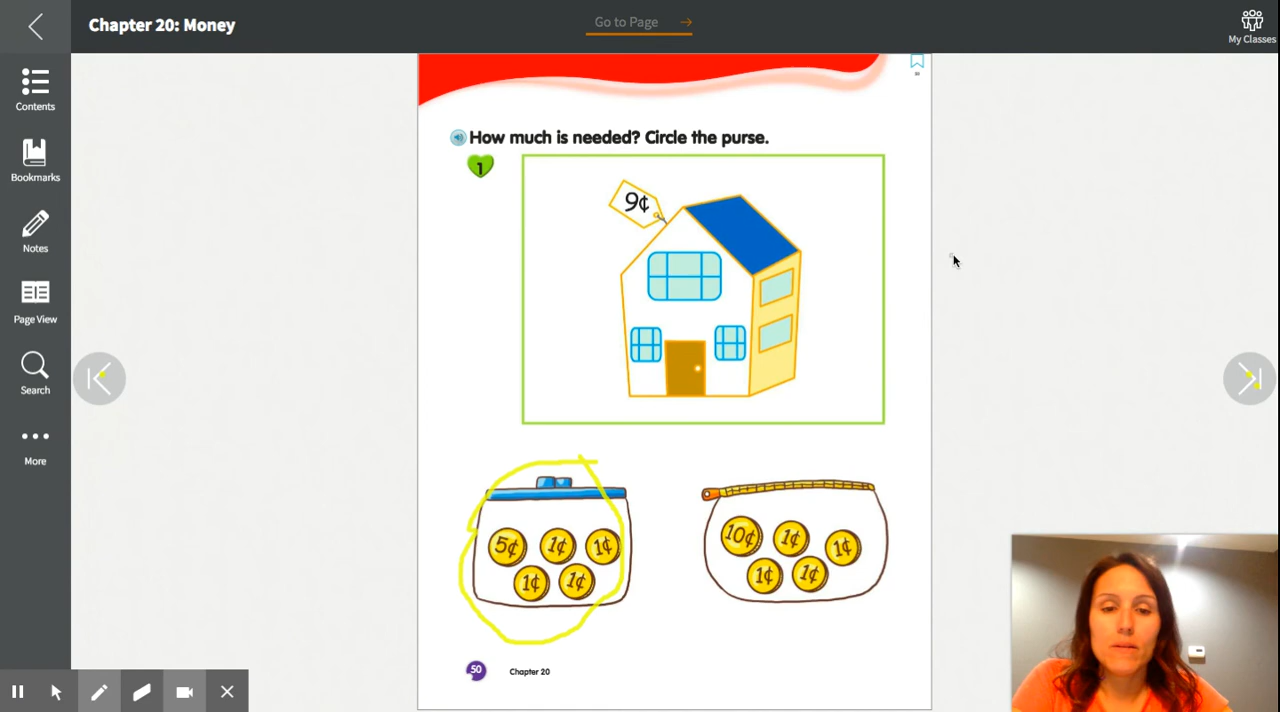 Chapter 20: Money
Go to Page →
My Classes
Contents
Bookmarks
Notes
Page View
Search
More
How much is needed? Circle the purse.
1
9¢
5¢ 1¢ 1¢
1¢ 1¢
10¢ 1¢ 1¢
1¢ 1¢
50 Chapter 20